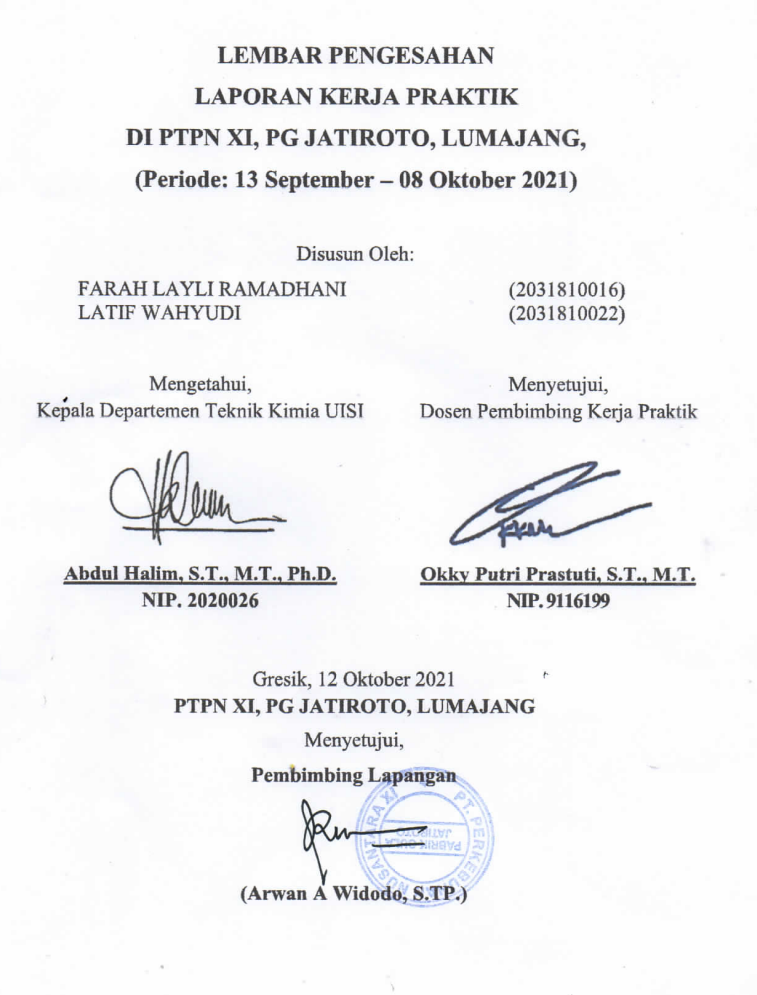 LEMBAR PENGESAHAN
LAPORAN KERJA PRAKTIK
DI PTPN XI, PG JATIROTO, LUMAJANG,
(Periode: 13 September – 08 Oktober 2021)
Disusun Oleh:
FARAH LAYLI RAMADHANI (2031810016)
LATIF WAHYUDI (2031810022)
Mengetahui, Menyetujui,
Kepala Departemen Teknik Kimia UISI Dosen Pembimbing Kerja Praktik
Abdul Halim, S.T., M.T., Ph.D. Okky Putri Prastuti, S.T., M.T.
NIP. 2020026 NIP. 9116199
Gresik, 12 Oktober 2021
PTPN XI, PG JATIROTO, LUMAJANG
Menyetujui,
Pembimbing Lapangan
PT. PERKEBUNAN NUSANTARA XI
PABRIK GULA
JATIROTO
(Arwan A Widodo, S.TP.)